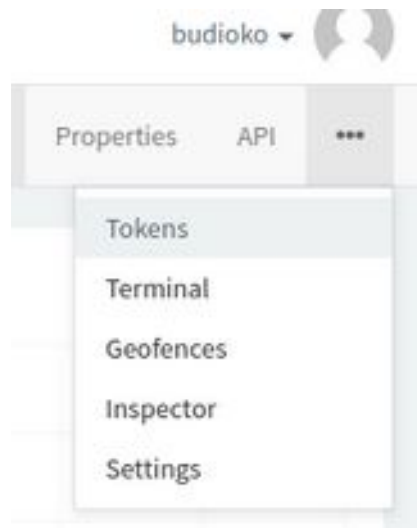 budioko
Properties API •••
Tokens
Terminal
Geofences
Inspector
Settings